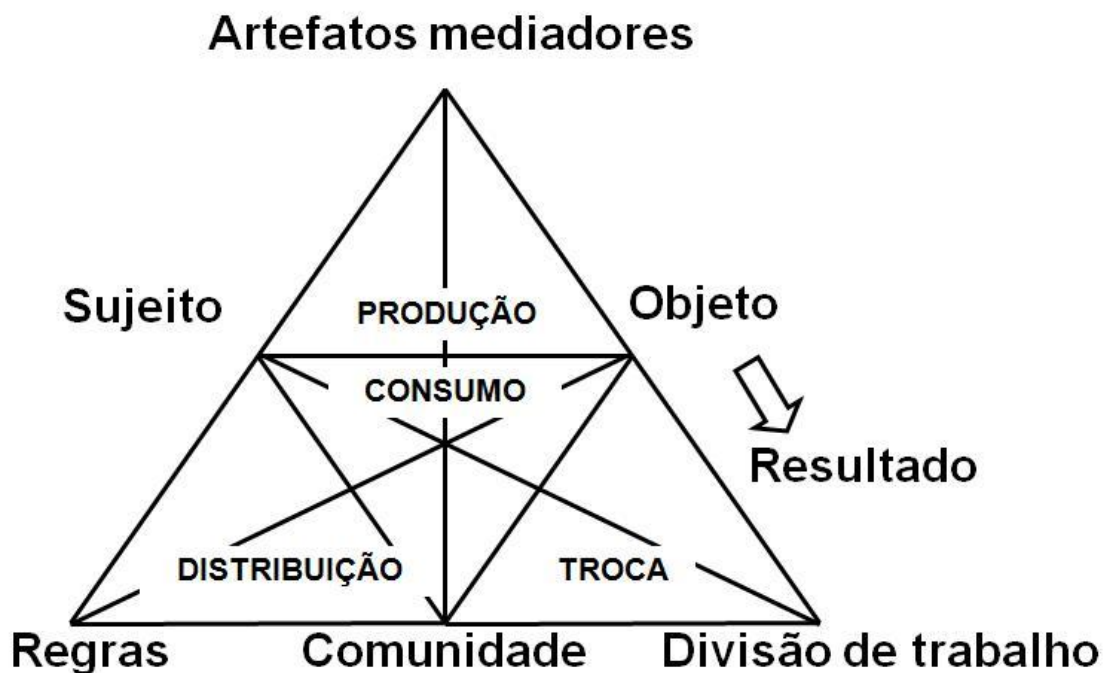 Artefatos mediadores
Sujeito
Objeto
PRODUÇÃO
CONSUMO
Resultado
DISTRIBUIÇÃO
TROCA
Regras
Comunidade
Divisão de trabalho